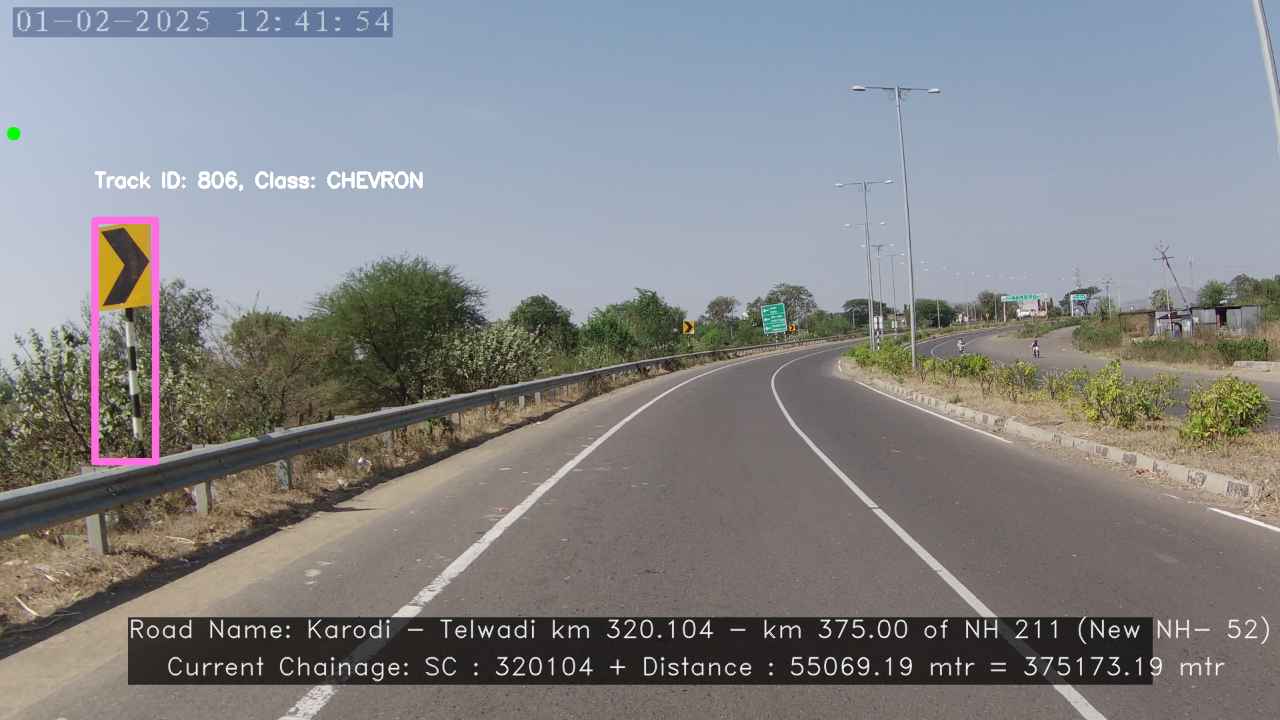 01-02-2025 12:41:54
Track ID: 806, Class: CHEVRON
Road Name: Karodi - Telwadi km 320.104 - km 375.00 of NH 211 (New NH- 52)
Current Chainage: SC : 320104 + Distance : 55069.19 mtr = 375173.19 mtr